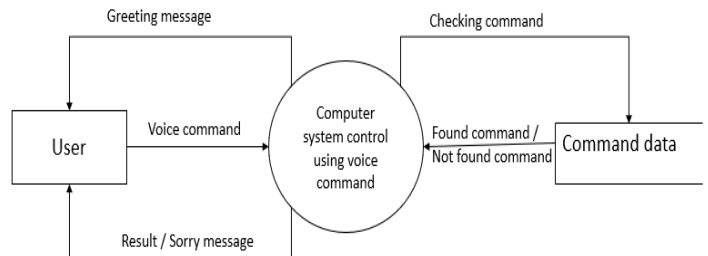 Greeting message
Checking command
User
Voice command
Computer
system control
using voice
command
Found command /
Not found command
Command data
Result / Sorry message